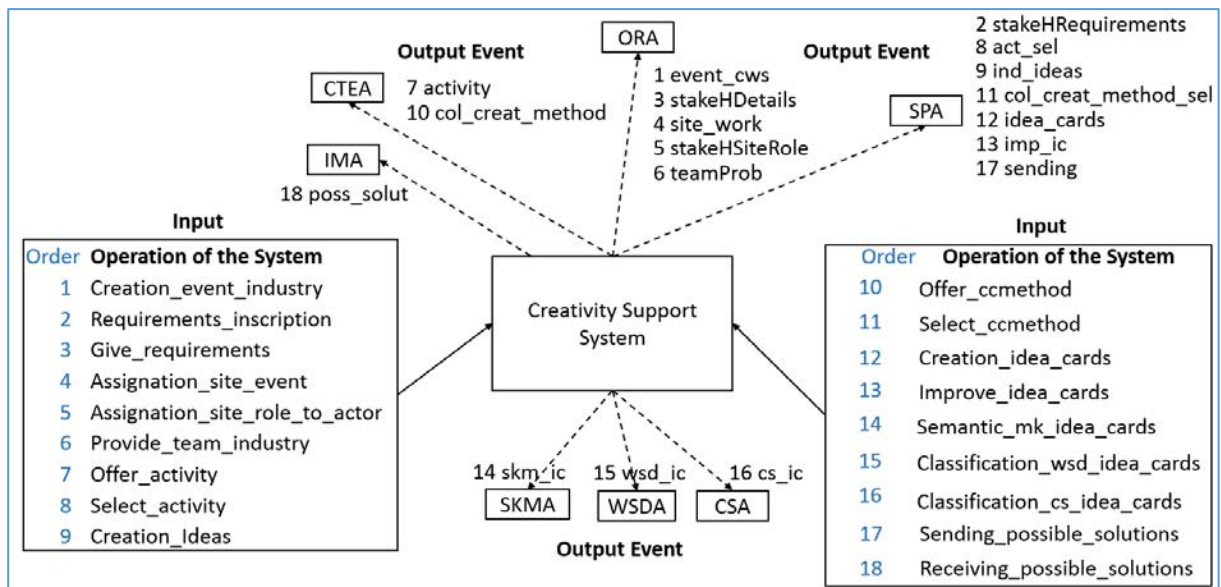 Output Event
CTEA
7 activity
10 col_creat_method
IMA
18 poss_solut
ORA
1 event_cws
3 stakeHDetails
4 site_work
5 stakeHSiteRole
6 teamProb
Output Event
SPA
2 stakeHRequirements
8 act_sel
9 ind_ideas
11 col_creat_method_sel
12 idea_cards
13 imp_ic
17 sending
Input
Order Operation of the System
1 Creation_event_industry
2 Requirements_inscription
3 Give_requirements
4 Assignation_site_event
5 Assignation_site_role_to_actor
6 Provide_team_industry
7 Offer_activity
8 Select_activity
9 Creation_Ideas
Creativity Support
System
Input
Order Operation of the System
10 Offer_ccmethod
11 Select_ccmethod
12 Creation_idea_cards
13 Improve_idea_cards
14 Semantic_mk_idea_cards
15 Classification_wsd_idea_cards
16 Classification_cs_idea_cards
17 Sending_possible_solutions
18 Receiving_possible_solutions
14 skm_ic
15 wsd_ic
16 cs_ic
SKMA
WSDA
CSA
Output Event